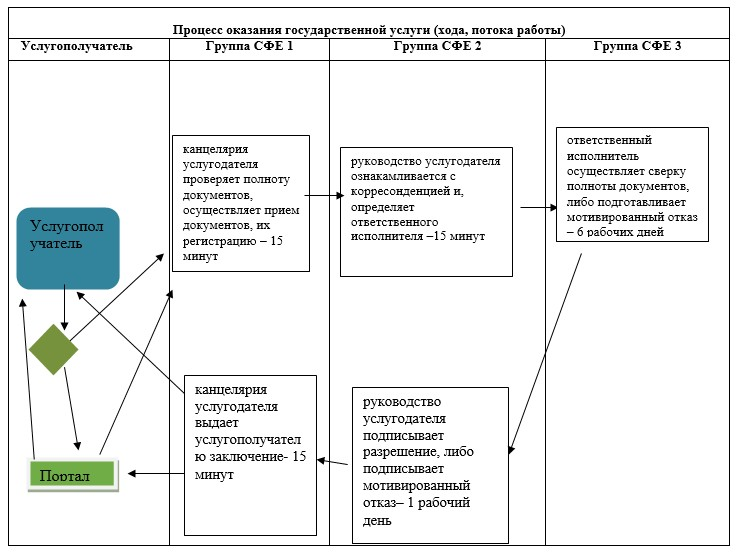 Процесс оказания государственной услуги (хода, потока работы)
Услугополучатель
Группа СФЕ 1
Группа СФЕ 2
Группа СФЕ 3
Услугопол
учатель
Портал
канцелярия
услугодателя
проверяет полноту
документов,
осуществляет прием
документов, их
регистрацию – 15
минут
руководство услугодателя
ознакамливается с
корресонденцией и,
определяет
ответственного
исполнителя –15 минут
ответственный
исполнитель
осуществляет сверку
полноты документов,
либо подготавливает
мотивированный отказ
– 6 рабочих дней
руководство
услугодателя
подписывает
разрешение, либо
подписывает
мотивированный
отказ– 1 рабочий
день
канцелярия
услугодателя
выдает
услугополучател
ю заключение- 15
минут